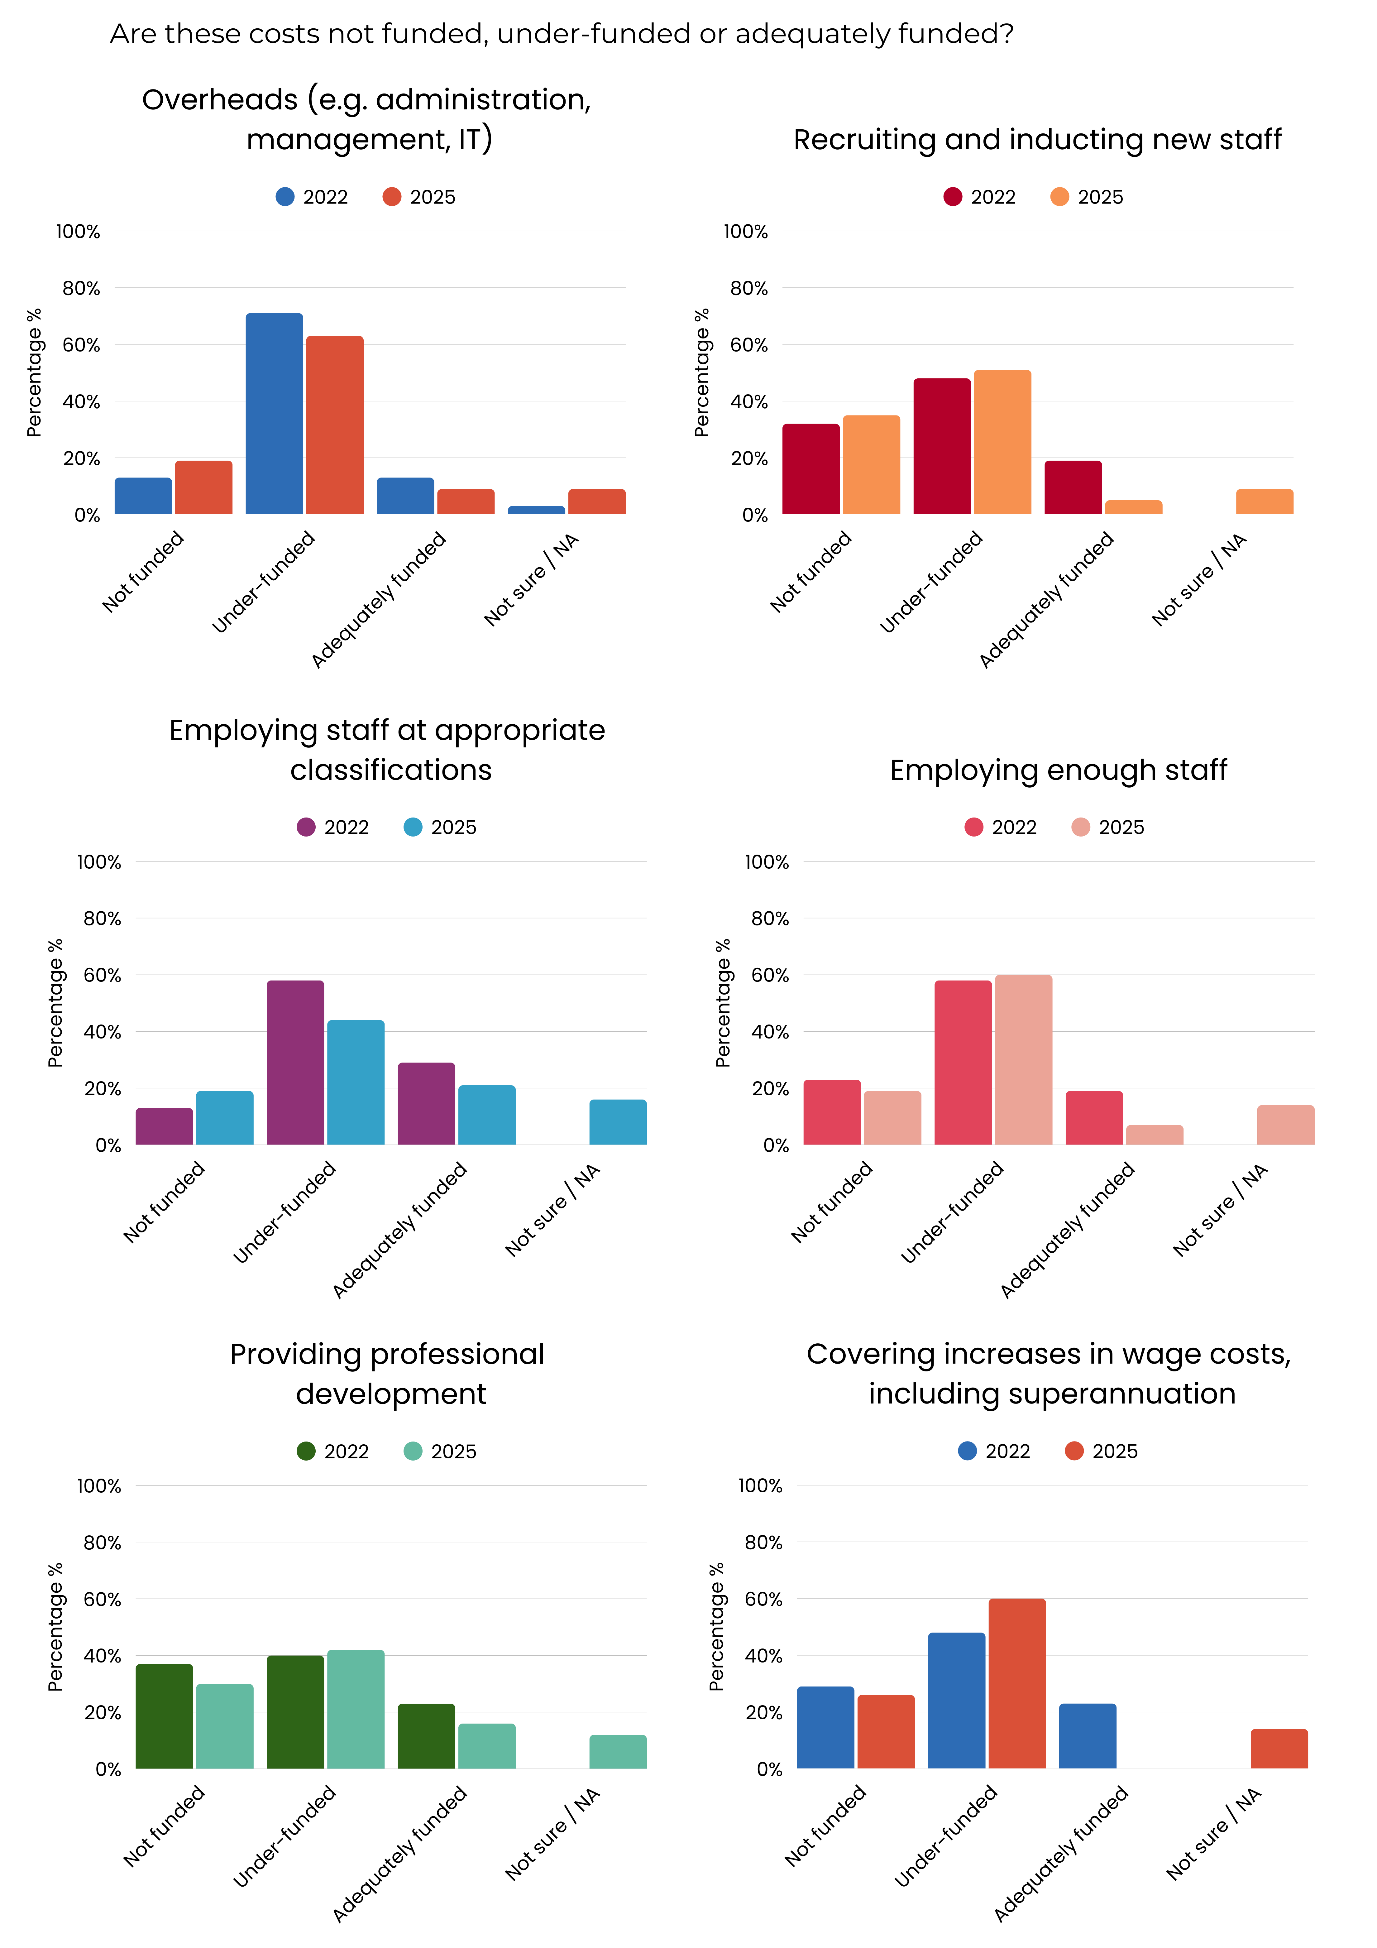 Are these costs not funded, under-funded or adequately funded?
Overheads (e.g. administration,
management, IT)
2022 2025
Percentage %
100%
80%
60%
40%
20%
0%
Not funded
Under-funded
Adequately funded
Not sure / NA
Recruiting and inducting new staff
2022 2025
Percentage %
100%
80%
60%
40%
20%
0%
Not funded
Under-funded
Adequately funded
Not sure / NA
Employing staff at appropriate
classifications
2022 2025
Percentage %
100%
80%
60%
40%
20%
0%
Not funded
Under-funded
Adequately funded
Not sure / NA
Employing enough staff
2022 2025
Percentage %
100%
80%
60%
40%
20%
0%
Not funded
Under-funded
Adequately funded
Not sure / NA
Providing professional
development
2022 2025
Percentage %
100%
80%
60%
40%
20%
0%
Not funded
Under-funded
Adequately funded
Not sure / NA
Covering increases in wage costs,
including superannuation
2022 2025
Percentage %
100%
80%
60%
40%
20%
0%
Not funded
Under-funded
Adequately funded
Not sure / NA